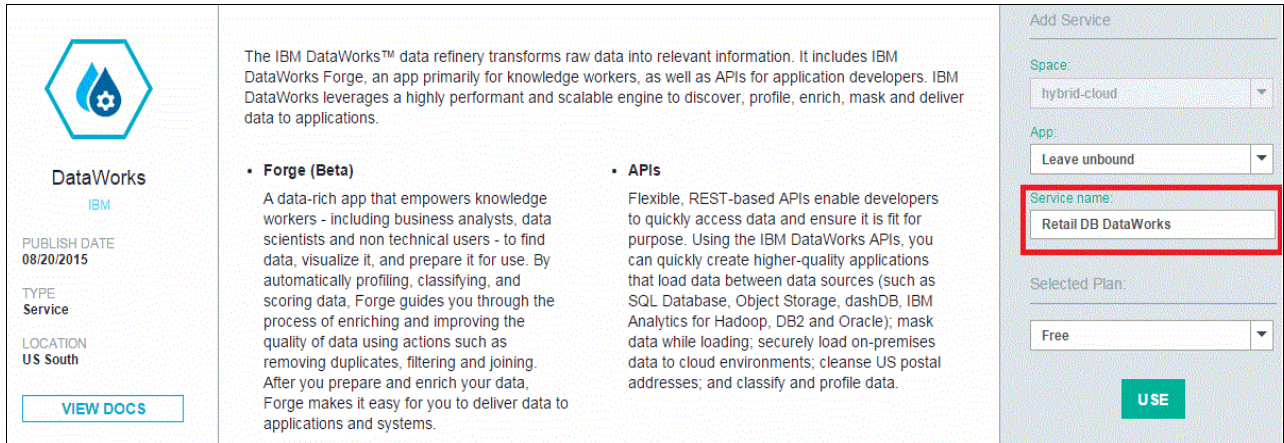 DataWorks
IBM
PUBLISH DATE
08/20/2015
TYPE
Service
LOCATION
US South
VIEW DOCS
The IBM DataWorks™ data refinery transforms raw data into relevant information. It includes IBM
DataWorks Forge, an app primarily for knowledge workers, as well as APIs for application developers. IBM
DataWorks leverages a highly performant and scalable engine to discover, profile, enrich, mask and deliver
data to applications.
• Forge (Beta)
A data-rich app that empowers knowledge
workers - including business analysts, data
scientists and non technical users - to find
data, visualize it, and prepare it for use. By
automatically profiling, classifying, and
scoring data, Forge guides you through the
process of enriching and improving the
quality of data using actions such as
removing duplicates, filtering and joining.
After you prepare and enrich your data,
Forge makes it easy for you to deliver data to
applications and systems.
• APIs
Flexible, REST-based APIs enable developers
to quickly access data and ensure it is fit for
purpose. Using the IBM DataWorks APIs, you
can quickly create higher-quality applications
that load data between data sources (such as
SQL Database, Object Storage, dashDB, IBM
Analytics for Hadoop, DB2 and Oracle); mask
data while loading; securely load on-premises
data to cloud environments; cleanse US postal
addresses; and classify and profile data.
Add Service
Space:
hybrid-cloud
App:
Leave unbound
Service name:
Retail DB DataWorks
Selected Plan:
Free
USE